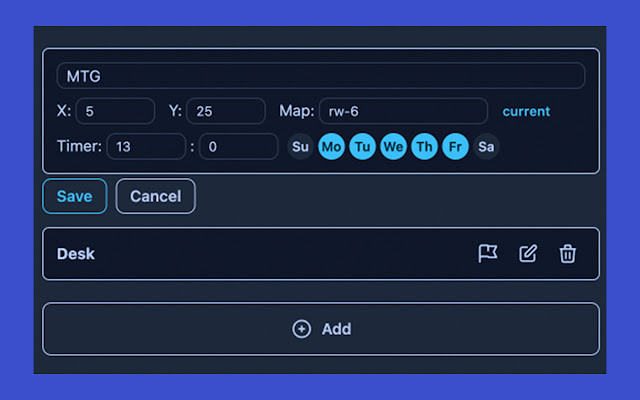 MTG
X: 5 Y: 25 Map: rw-6 current
Timer: 13 : 0 Su Mo Tu We Th Fr Sa
Save Cancel
Desk
Add